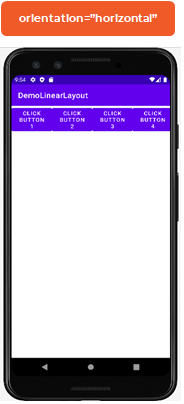 orientation="horizontal"
9:54
DemoLinearLayout
CLICK BUTTON 1
CLICK BUTTON 2
CLICK BUTTON 3
CLICK BUTTON 4